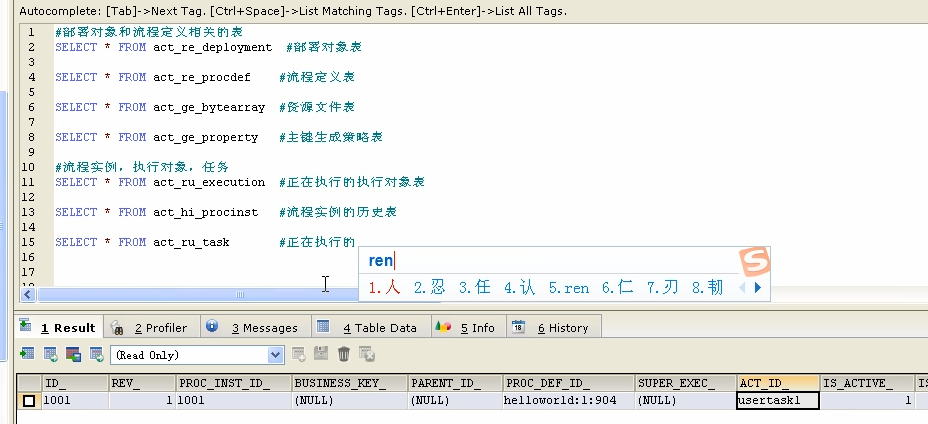 Autocomplete: [Tab]->Next Tag. [Ctrl+Space]->List Matching Tags. [Ctrl+Enter]->List All Tags.
1 #部署对象和流程定义相关的表
2 SELECT * FROM act_re_deployment #部署对象表
3
4 SELECT * FROM act_re_procdef #流程定义表
5
6 SELECT * FROM act_ge_bytearray #资源文件表
7
8 SELECT * FROM act_ge_property #主键生成策略表
9
10 #流程实例，执行对象，任务
11 SELECT * FROM act_ru_execution #正在执行的执行对象表
12
13 SELECT * FROM act_hi_procinst #流程实例的历史表
14
15 SELECT * FROM act_ru_task #正在执行的
16
17
ren
1.人 2.忍 3.任 4.认 5.ren 6.仁 7.刃 8.韧
1 Result 2 Profiler 3 Messages 4 Table Data 5 Info 6 History
(Read Only)
ID_ REV_ PROC_INST_ID_ BUSINESS_KEY_ PARENT_ID_ PROC_DEF_ID_ SUPER_EXEC_ ACT_ID_ IS_ACTIVE_ IS
1001 1 1001 (NULL) (NULL) helloworld:1:904 (NULL) usertask1 1